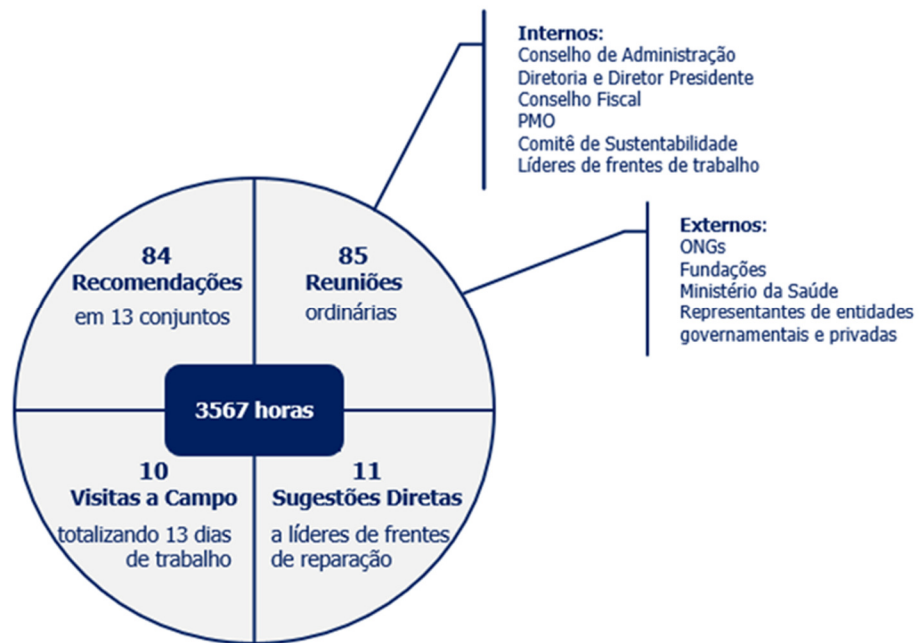 Internos:
Conselho de Administração
Diretoria e Diretor Presidente
Conselho Fiscal
PMO
Comitê de Sustentabilidade
Líderes de frentes de trabalho
Externos:
ONGs
Fundações
Ministério da Saúde
Representantes de entidades
governamentais e privadas
84
Recomendações
em 13 conjuntos
85
Reuniões
ordinárias
3567 horas
10
Visitas a Campo
totalizando 13 dias
de trabalho
11
Sugestões Diretas
a líderes de frentes
de reparação